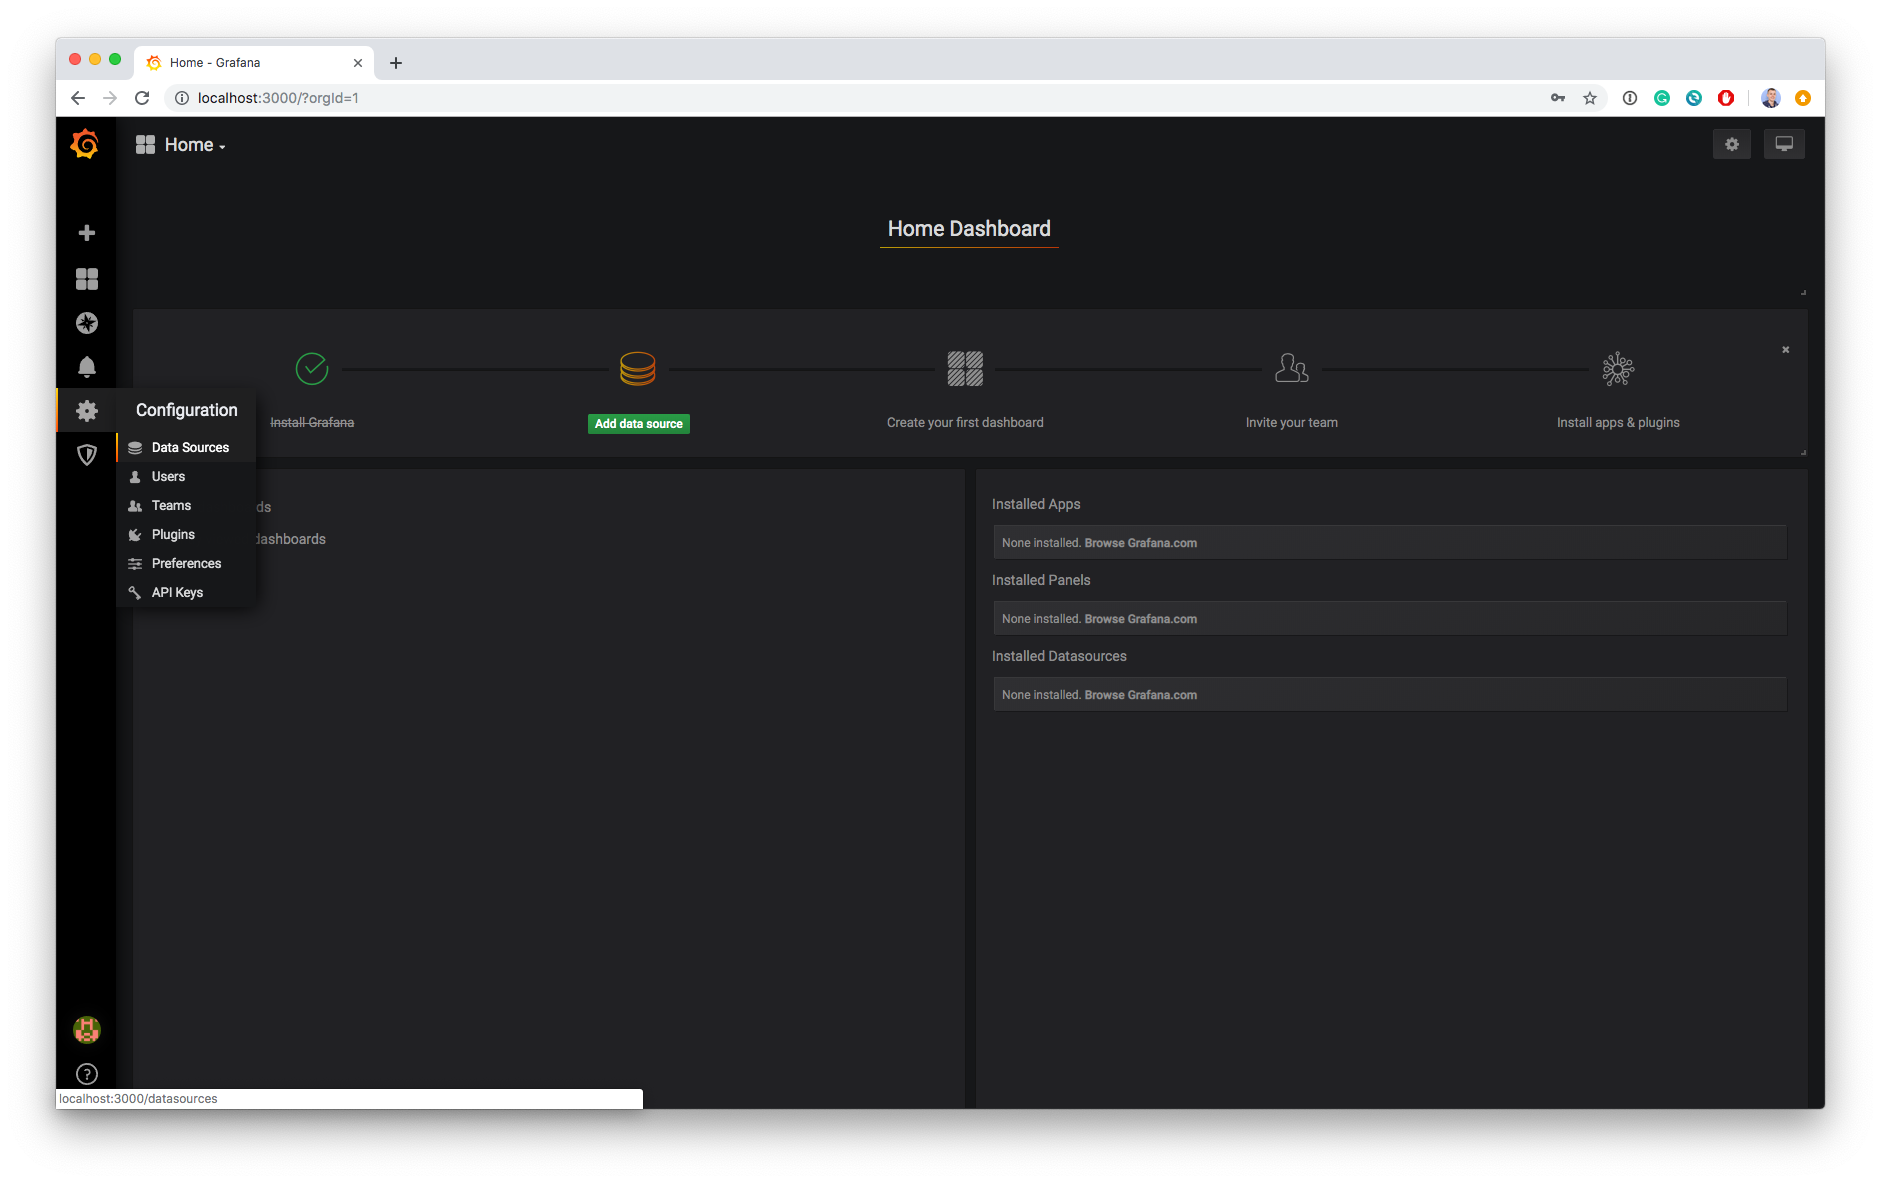 Home - Grafana
localhost:3000/?orgId=1
Home
Home Dashboard
Install Grafana
Add data source
Create your first dashboard
Invite your team
Install apps & plugins
Configuration
Data Sources
Users
Teams
Plugins
Preferences
API Keys
ds
dashboards
Installed Apps
None installed. Browse Grafana.com
Installed Panels
None installed. Browse Grafana.com
Installed Datasources
None installed. Browse Grafana.com
localhost:3000/datasources